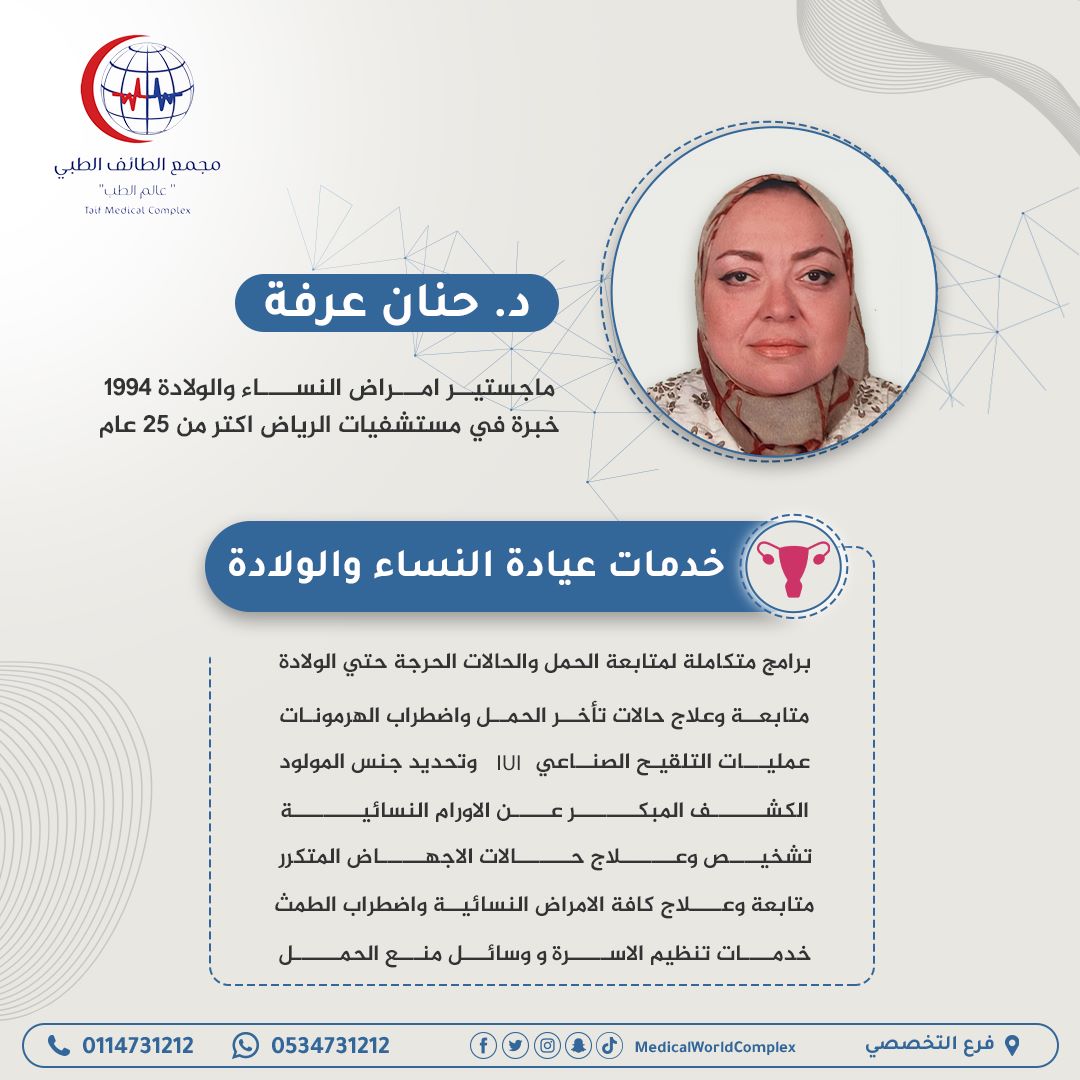 مجمع الطائف الطبي
"عالم الطب"
Taif Medical Complex
د. حنان عرفة
ماجستير امراض النساء والولادة 1994
خبرة في مستشفيات الرياض اكتر من 25 عام
خدمات عيادة النساء والولادة
برامج متكاملة لمتابعة الحمل والحالات الحرجة حتي الولادة
متابعة وعلاج حالات تأخر الحمل واضطراب الهرمونات
عمليات التلقيح الصناعي IUI وتحديد جنس المولود
الكشف المبكر عن الاورام النسائية
تشخيص وعلاج حالات الاجهاض المتكرر
متابعة وعلاج كافة الامراض النسائية واضطراب الطمث
خدمات تنظيم الاسرة و وسائل منع الحمل
0114731212 0534731212 MedicalWorldComplex فرع التخصصي